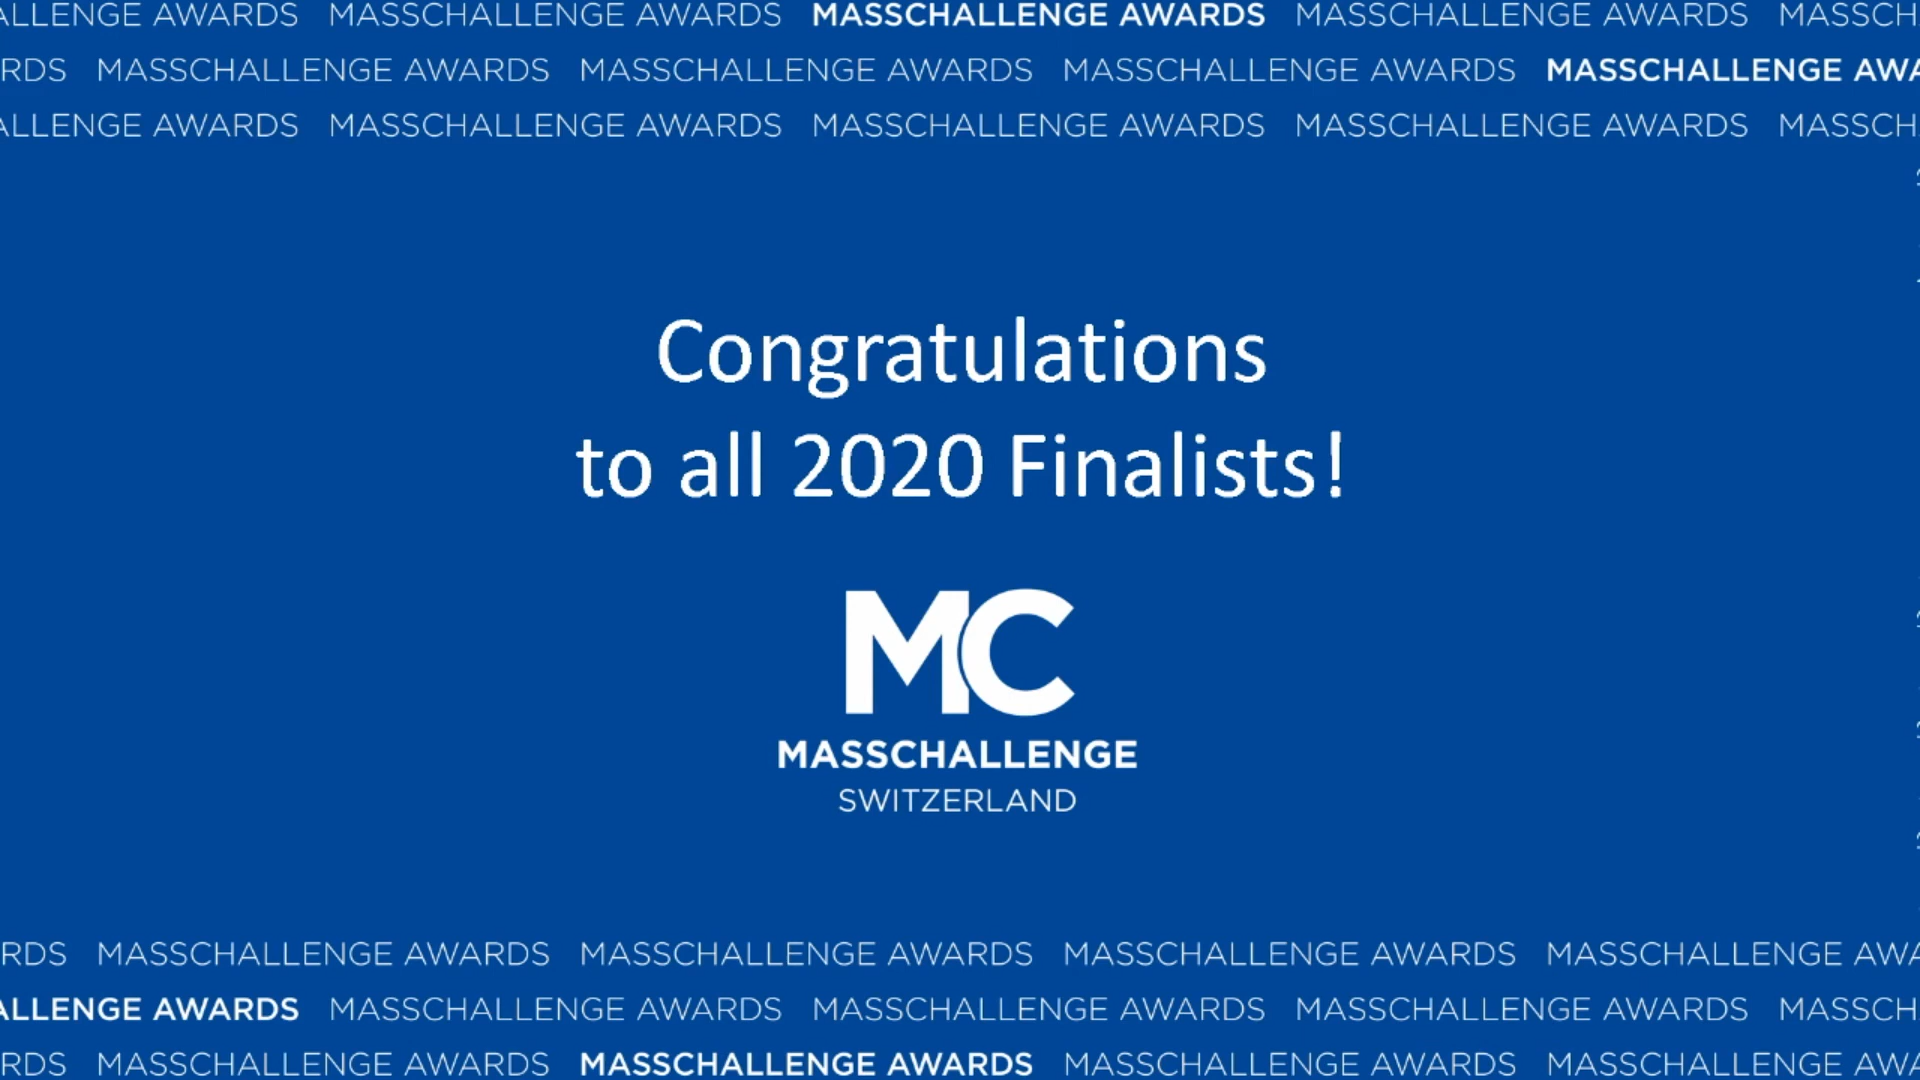 ALLENGE AWARDS MASSCHALLENGE AWARDS MASSCHALLENGE AWARDS MASSCHALLENGE AWARDS MASSCH
RDS MASSCHALLENGE AWARDS MASSCHALLENGE AWARDS MASSCHALLENGE AWARDS MASSCHALLENGE AWA
ALLENGE AWARDS MASSCHALLENGE AWARDS MASSCHALLENGE AWARDS MASSCHALLENGE AWARDS MASSCH
Congratulations
to all 2020 Finalists!
MC
MASSCHALLENGE
SWITZERLAND
RDS MASSCHALLENGE AWARDS MASSCHALLENGE AWARDS MASSCHALLENGE AWARDS MASSCHALLENGE AWA
ALLENGE AWARDS MASSCHALLENGE AWARDS MASSCHALLENGE AWARDS MASSCHALLENGE AWARDS MASSCH
RDS MASSCHALLENGE AWARDS MASSCHALLENGE AWARDS MASSCHALLENGE AWARDS MASSCHALLENGE AWA